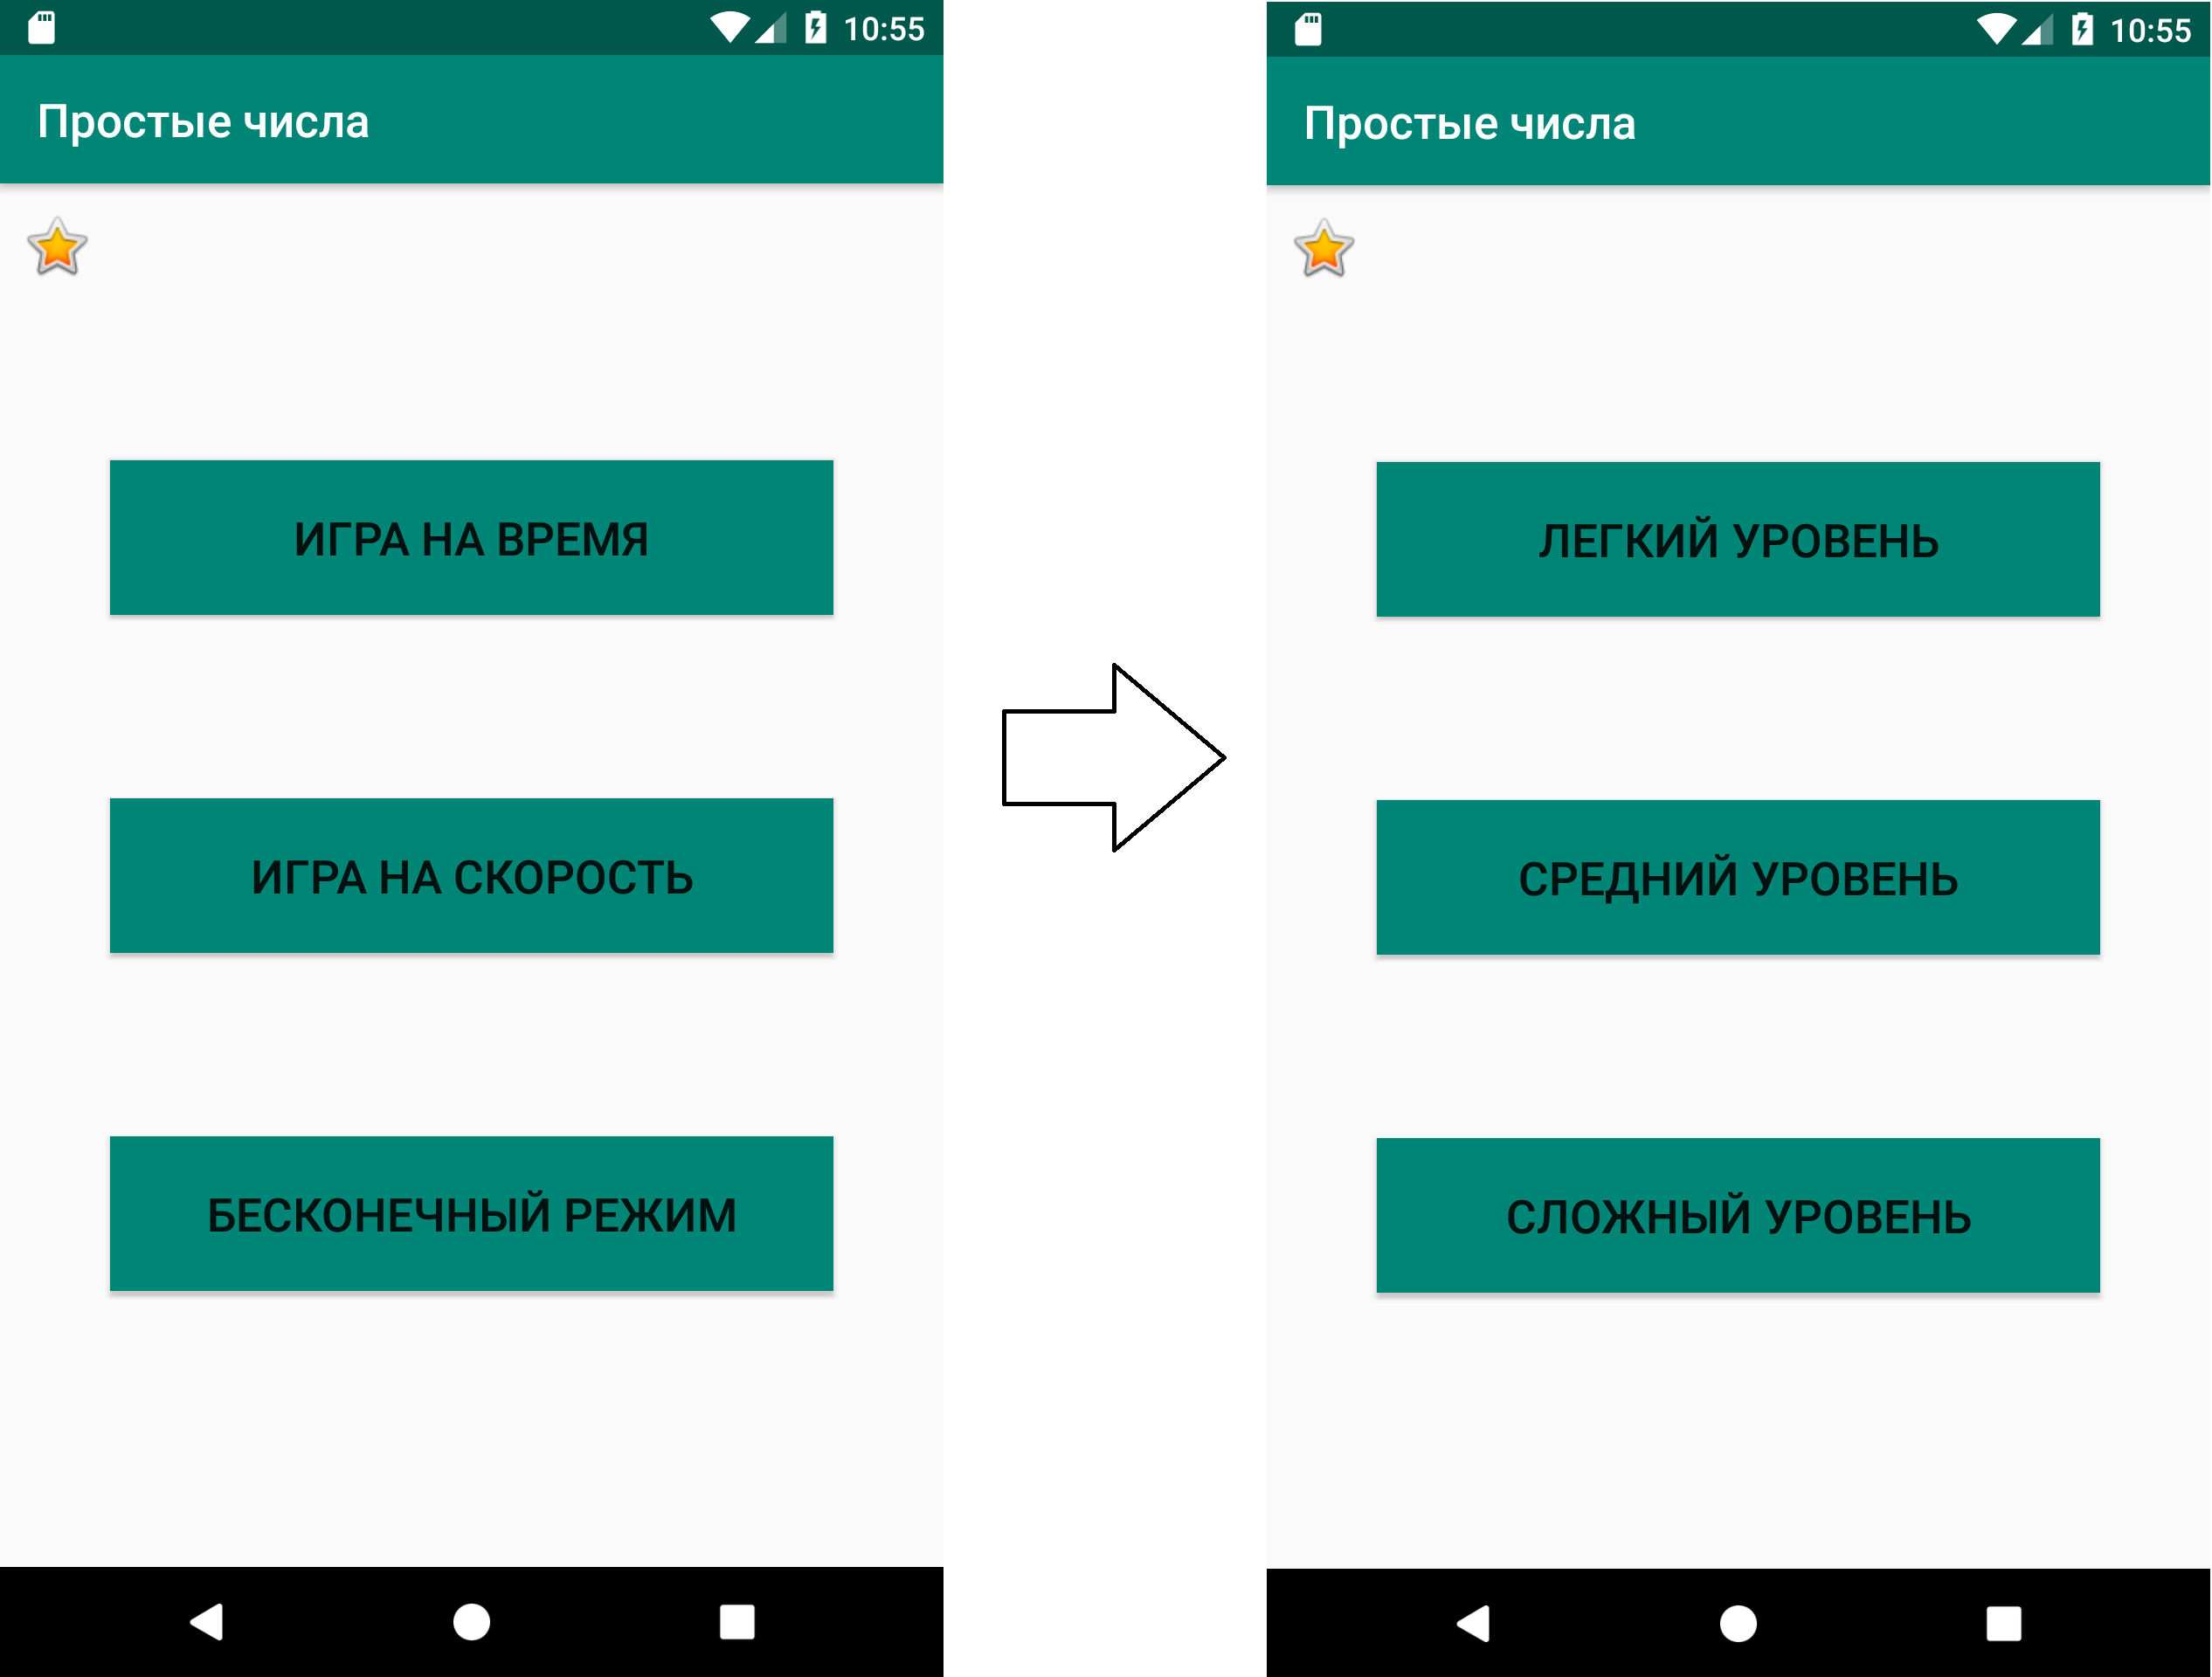 10:55
Простые числа
ИГРА НА ВРЕМЯ
ИГРА НА СКОРОСТЬ
БЕСКОНЕЧНЫЙ РЕЖИМ
10:55
Простые числа
ЛЕГКИЙ УРОВЕНЬ
СРЕДНИЙ УРОВЕНЬ
СЛОЖНЫЙ УРОВЕНЬ